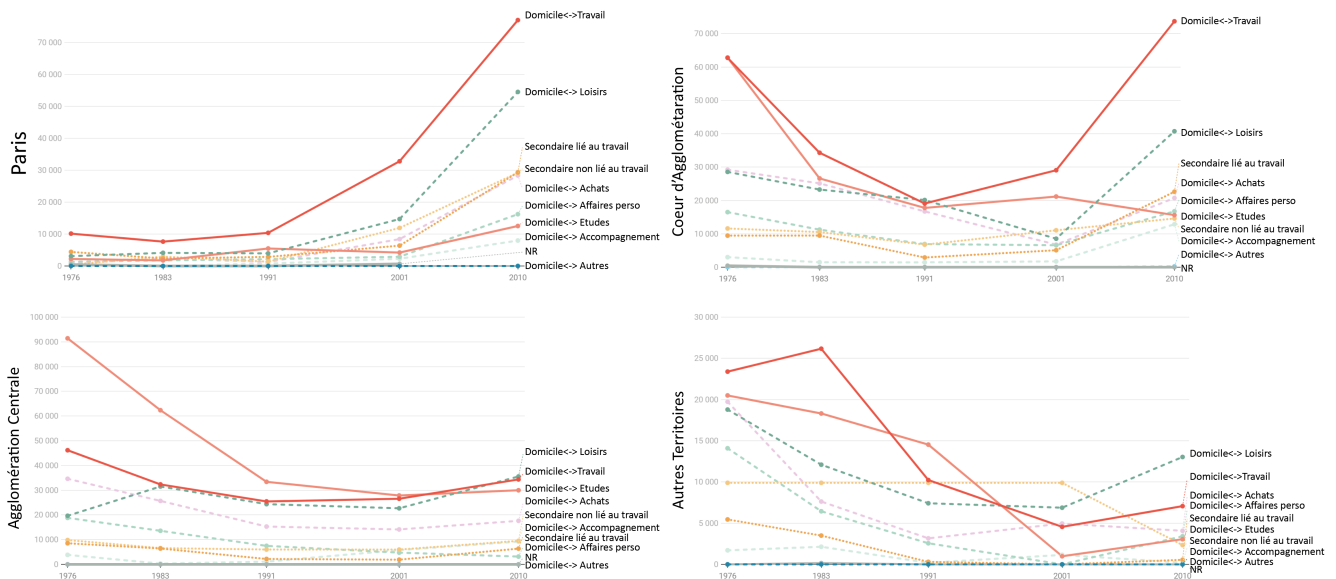 Paris
70 000
60 000
50 000
40 000
30 000
20 000
10 000
0
1976
1983
1991
2001
2010
Domicile<->Travail
Domicile<-> Loisirs
Secondaire lié au travail
Secondaire non lié au travail
Domicile<-> Achats
Domicile<-> Affaires perso
Domicile<-> Etudes
Domicile<-> Accompagnement
NR
Domicile<-> Autres
Coeur d'Agglométaration
70 000
60 000
50 000
40 000
30 000
20 000
10 000
0
1976
1983
1991
2001
2010
Domicile<->Travail
Domicile<-> Loisirs
Secondaire lié au travail
Domicile<-> Achats
Domicile<-> Affaires perso
Domicile<-> Etudes
Secondaire non lié au travail
Domicile<-> Accompagnement
Domicile<-> Autres
NR
Agglomération Centrale
100 000
90 000
80 000
70 000
60 000
50 000
40 000
30 000
20 000
10 000
0
1976
1983
1991
2001
2010
Domicile<-> Loisirs
Domicile<->Travail
Domicile<-> Etudes
Domicile<-> Achats
Secondaire non lié au travail
Domicile<-> Accompagnement
Secondaire lié au travail
Domicile<-> Affaires perso
NR
Domicile<-> Autres
Autres Territoires
30 000
25 000
20 000
15 000
10 000
5 000
0
1976
1983
1991
2001
2010
Domicile<-> Loisirs
Domicile<->Travail
Domicile<-> Achats
Domicile<-> Affaires perso
Secondaire lié au travail
Domicile<-> Etudes
Secondaire non lié au travail
Domicile<-> Accompagnement
Domicile<-> Autres
NR